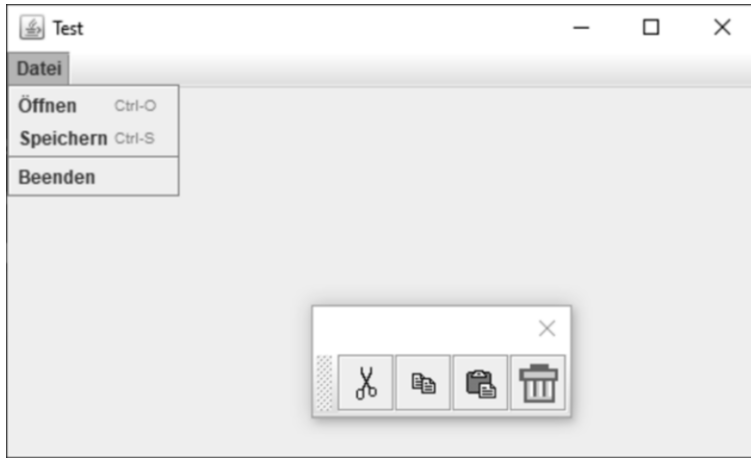 Test
Datei
Öffnen Ctrl-O
Speichern Ctrl-S
Beenden